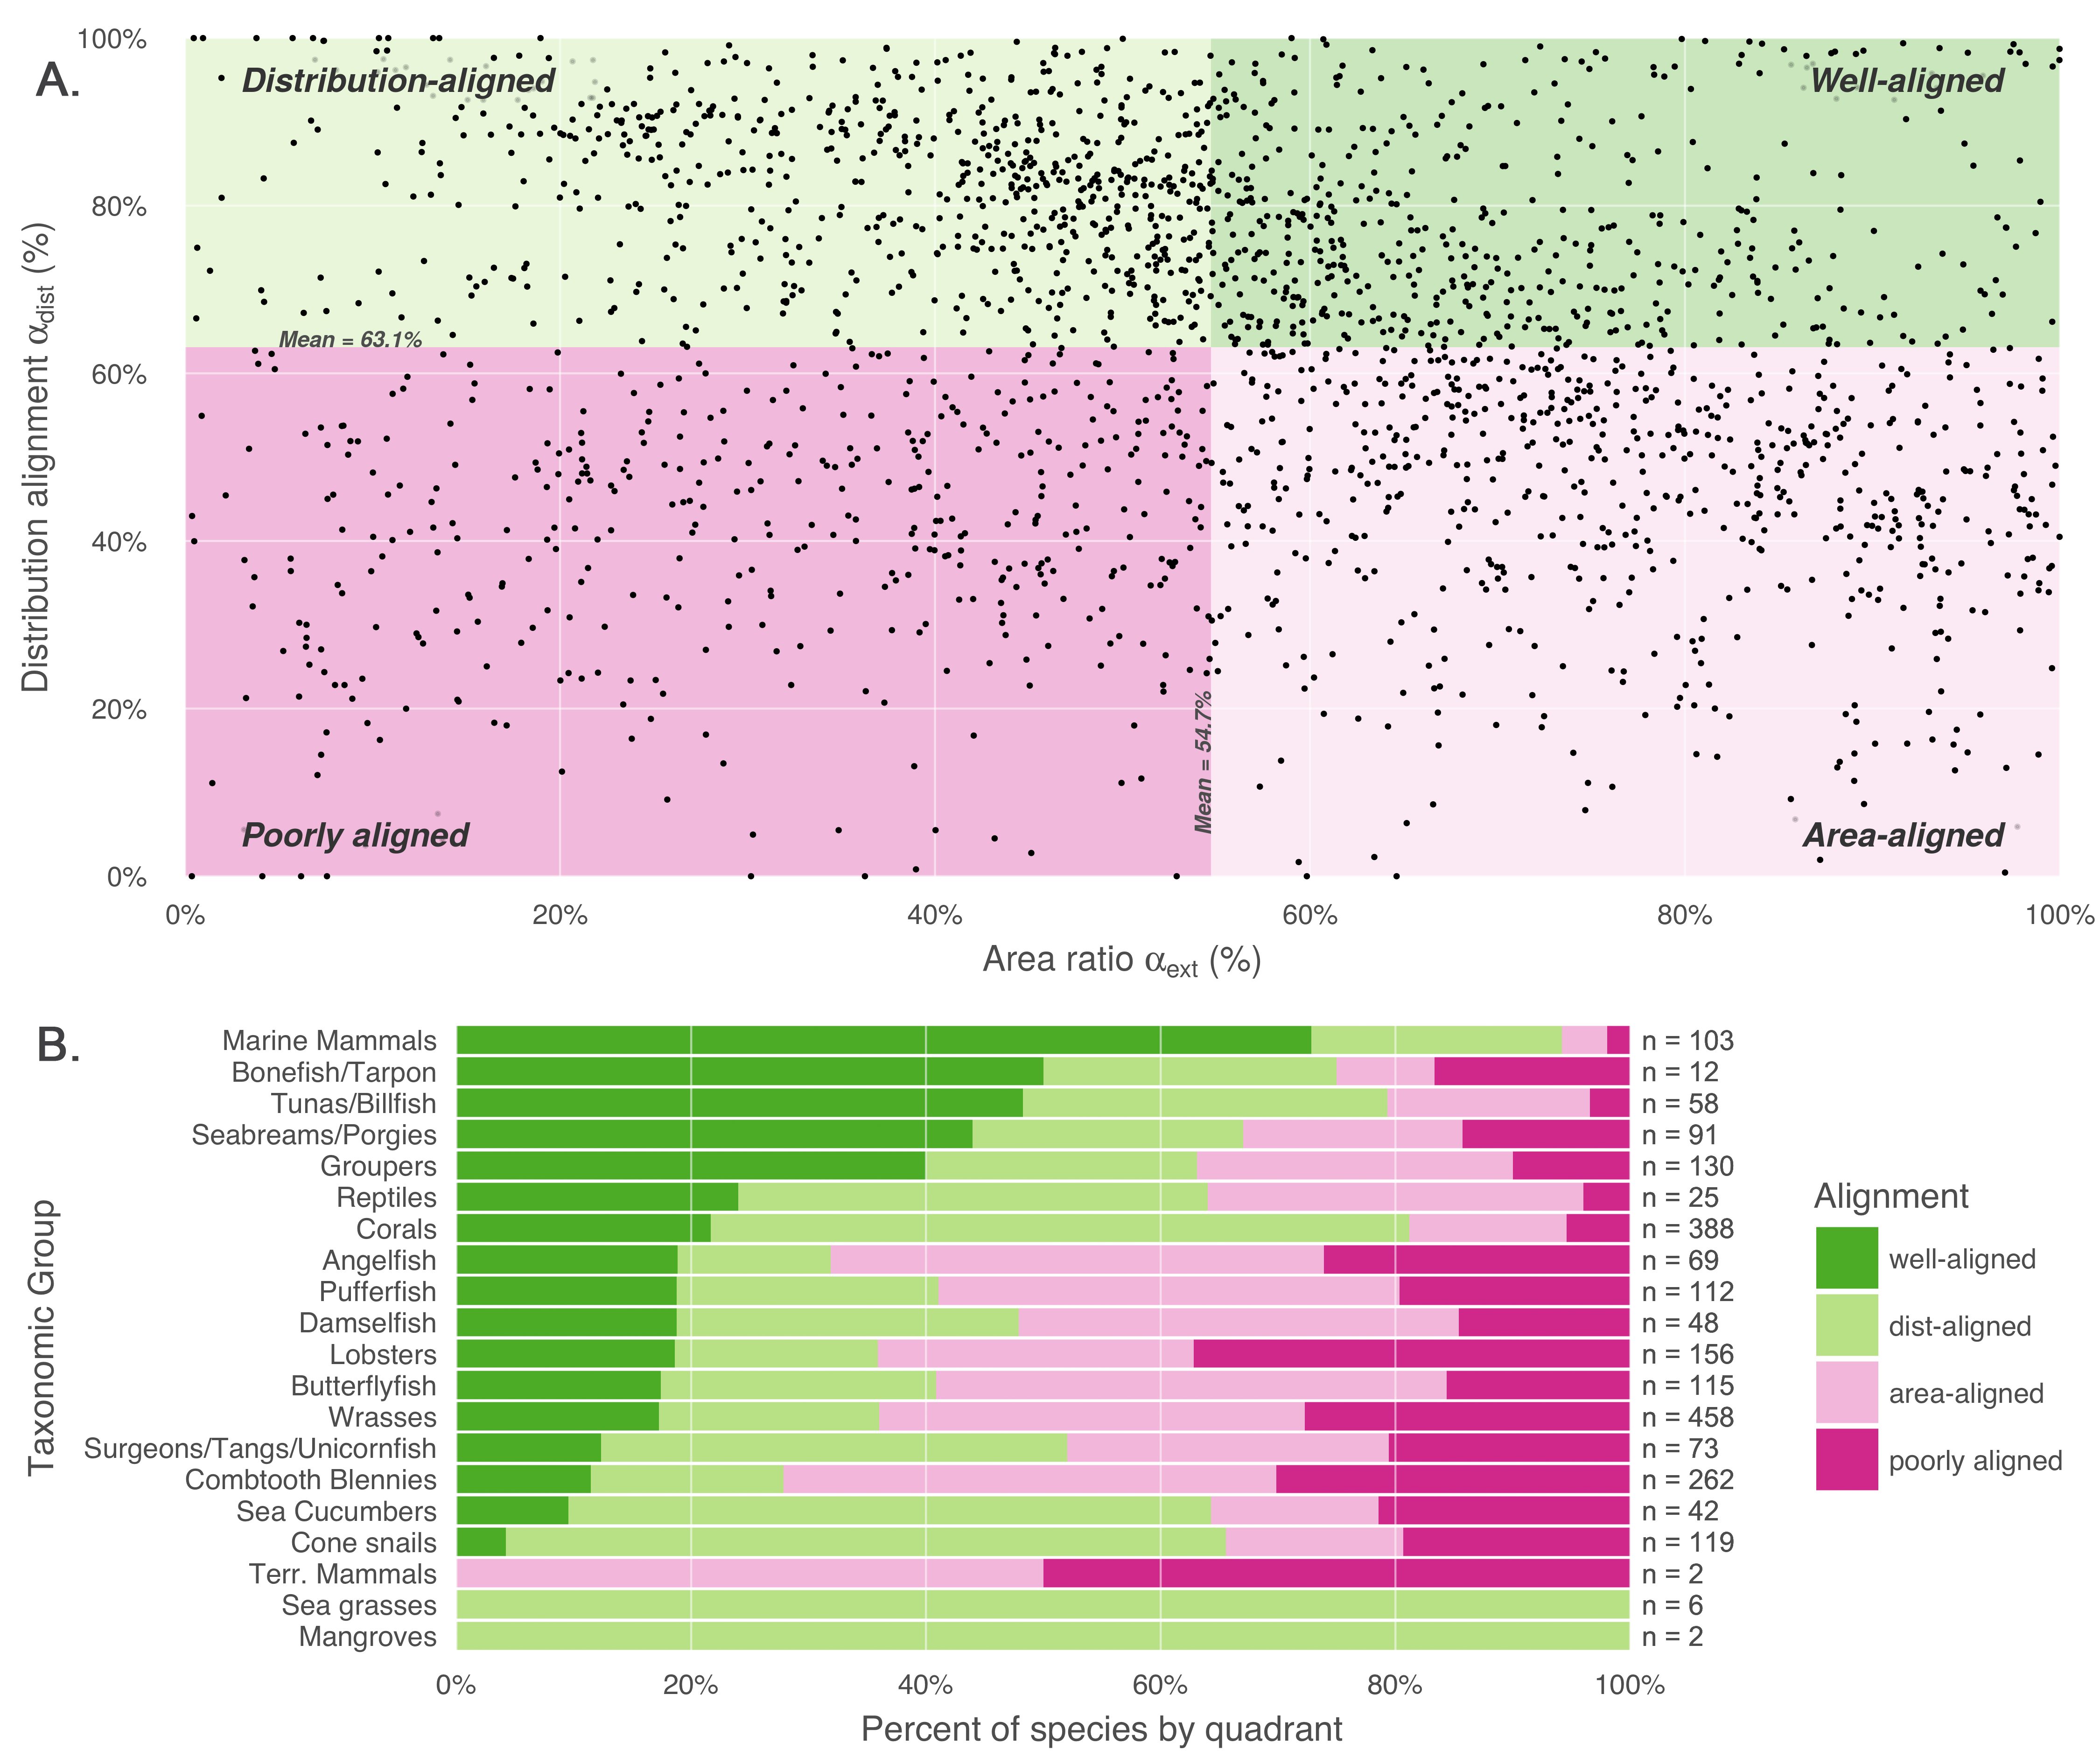 A.
100%
80%
60%
40%
20%
0%
Distribution alignment αdist (%)
Distribution-aligned
Well-aligned
Mean = 63.1%
Mean = 54.7%
Poorly aligned
Area-aligned
0% 20% 40% 60% 80% 100%
Area ratio αext (%)
B.
Taxonomic Group
Marine Mammals n = 103
Bonefish/Tarpon n = 12
Tunas/Billfish n = 58
Seabreams/Porgies n = 91
Groupers n = 130
Reptiles n = 25
Corals n = 388
Angelfish n = 69
Pufferfish n = 112
Damselfish n = 48
Lobsters n = 156
Butterflyfish n = 115
Wrasses n = 458
Surgeons/Tangs/Unicornfish n = 73
Combtooth Blennies n = 262
Sea Cucumbers n = 42
Cone snails n = 119
Terr. Mammals n = 2
Sea grasses n = 6
Mangroves n = 2
0% 20% 40% 60% 80% 100%
Percent of species by quadrant
Alignment
well-aligned
dist-aligned
area-aligned
poorly aligned